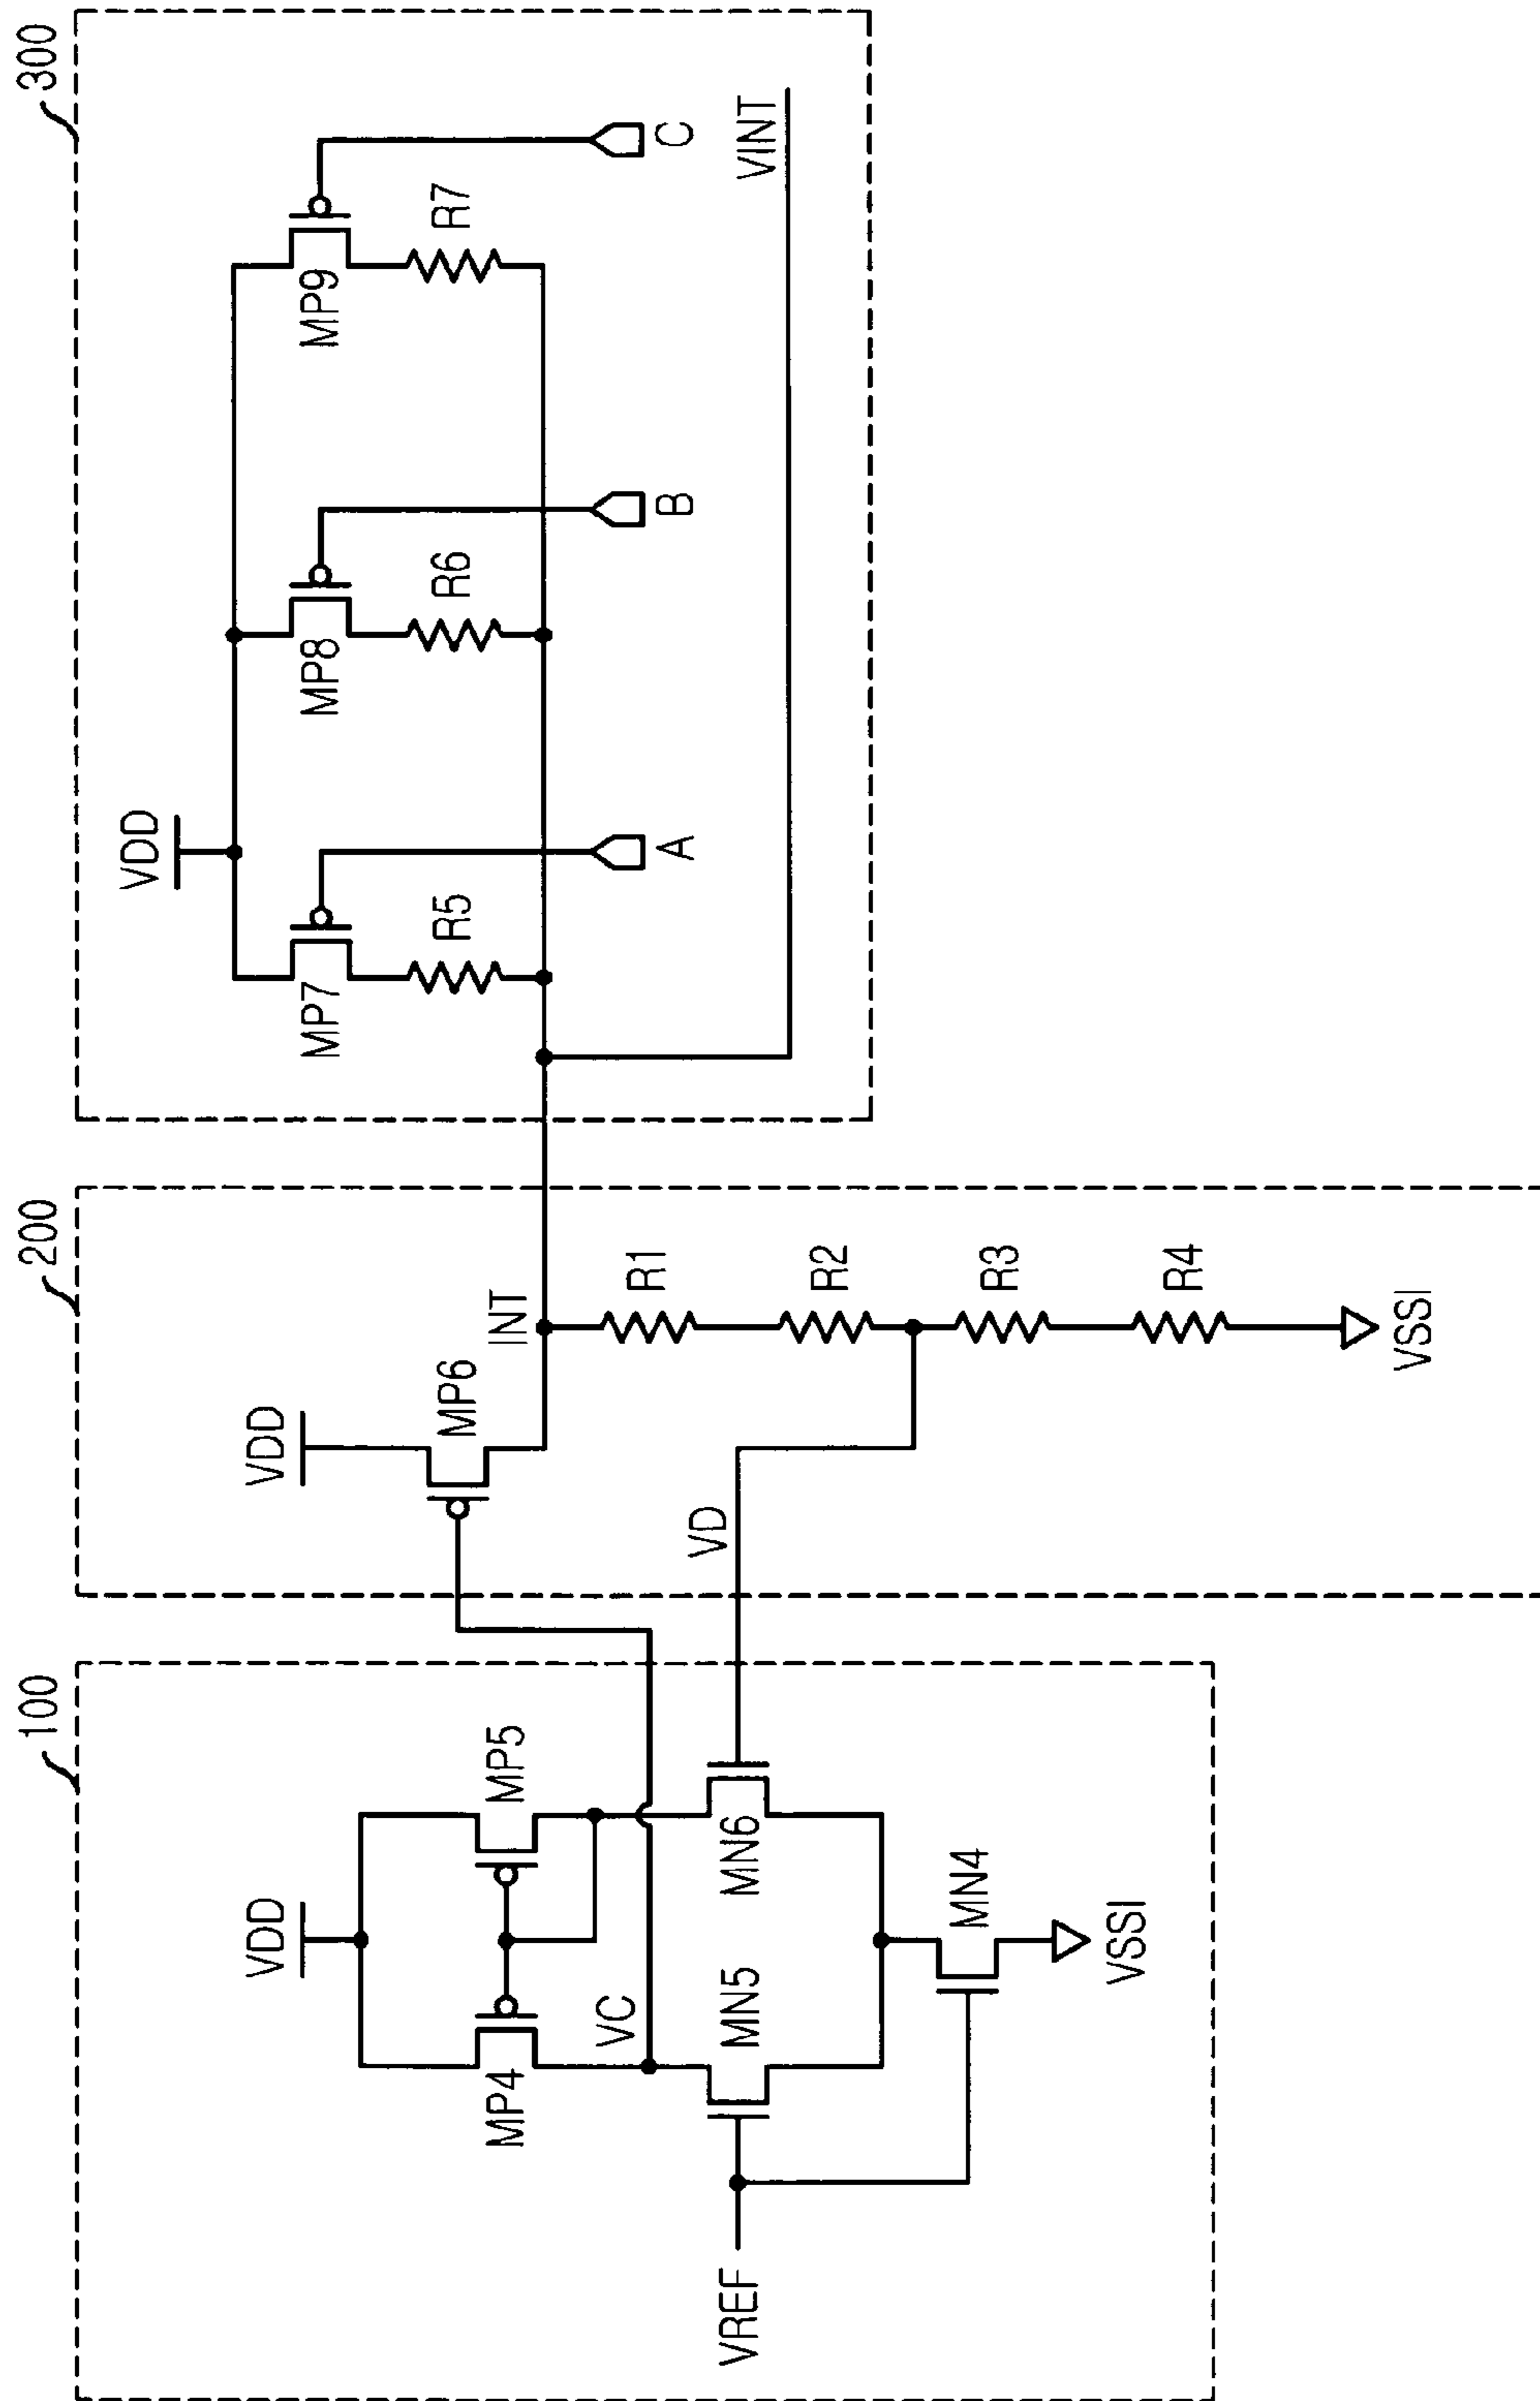 100
VDD
MP4
MP5
VC
MN5
MN6
VREF
MN4
VSSI
200
VDD
MP6
INT
VD
R1
R2
R3
R4
VSSI
300
VDD
MP7
MP8
MP9
R5
R6
R7
A
B
C
VINT